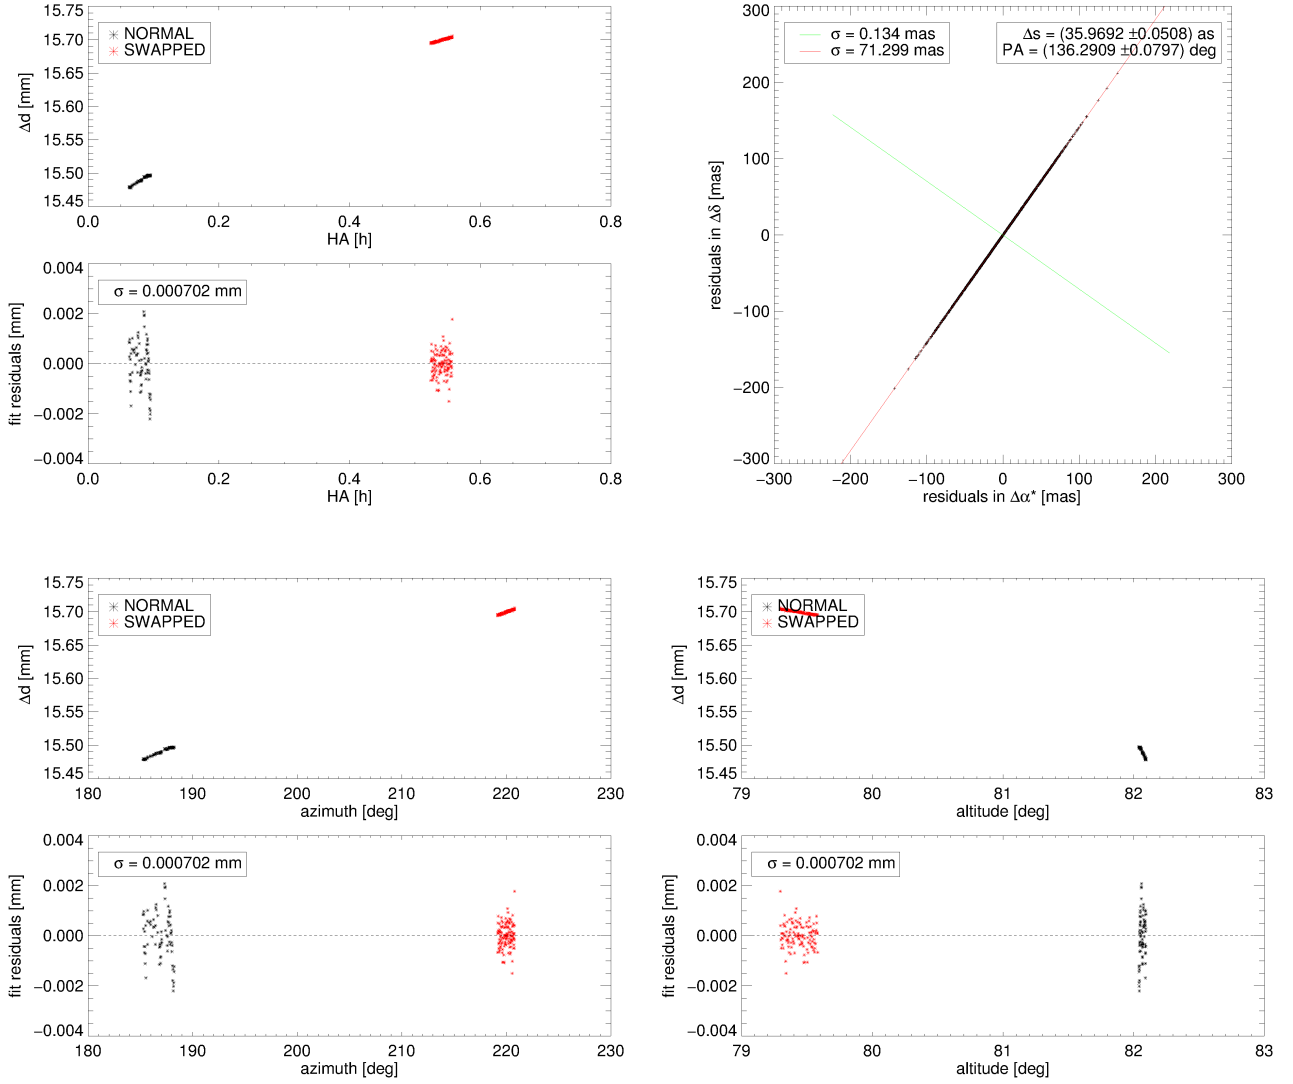 15.75
15.70
15.65
15.60
15.55
15.50
15.45
Δd [mm]
NORMAL
SWAPPED
0.0 0.2 0.4 0.6 0.8
HA [h]
0.004
0.002
0.000
−0.002
−0.004
fit residuals [mm]
σ = 0.000702 mm
0.0 0.2 0.4 0.6 0.8
HA [h]
300
200
100
0
−100
−200
−300
residuals in Δδ [mas]
σ = 0.134 mas
σ = 71.299 mas
Δs = (35.9692 ±0.0508) as
PA = (136.2909 ±0.0797) deg
−300 −200 −100 0 100 200 300
residuals in Δα* [mas]
15.75
15.70
15.65
15.60
15.55
15.50
15.45
Δd [mm]
NORMAL
SWAPPED
180 190 200 210 220 230
azimuth [deg]
15.75
15.70
15.65
15.60
15.55
15.50
15.45
Δd [mm]
NORMAL
SWAPPED
79 80 81 82 83
altitude [deg]
0.004
0.002
0.000
−0.002
−0.004
fit residuals [mm]
σ = 0.000702 mm
180 190 200 210 220 230
azimuth [deg]
0.004
0.002
0.000
−0.002
−0.004
fit residuals [mm]
σ = 0.000702 mm
79 80 81 82 83
altitude [deg]